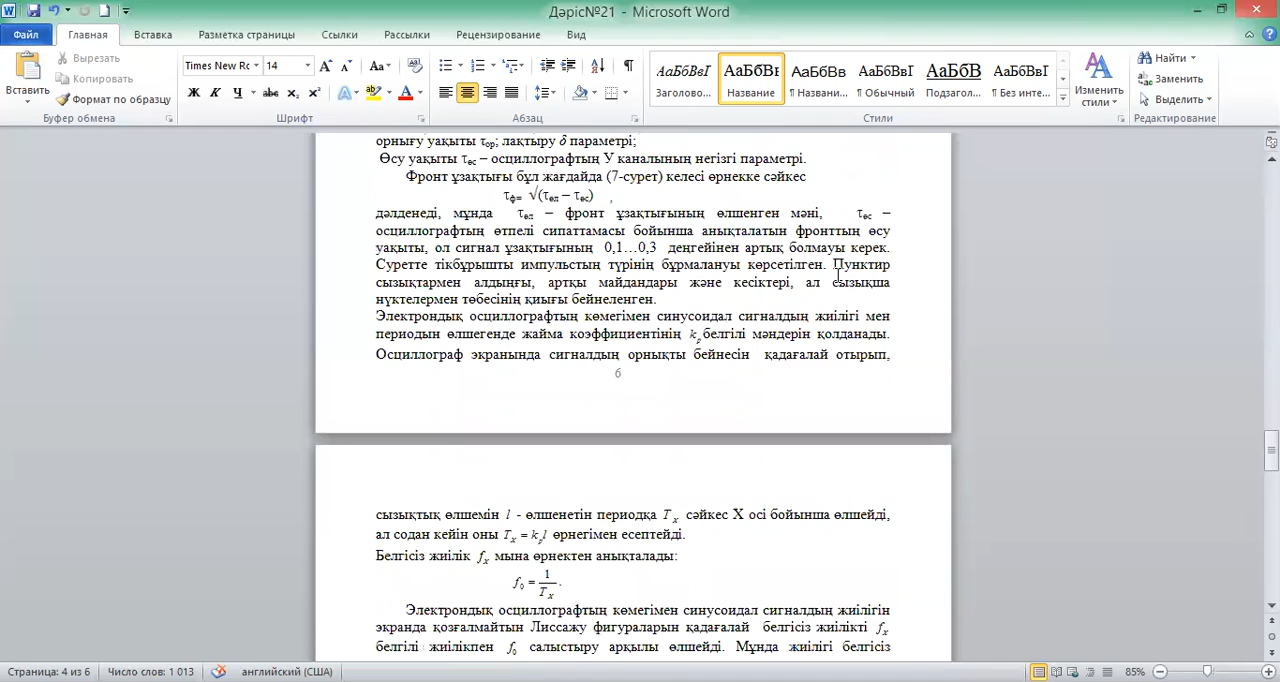 Дәріс№21 - Microsoft Word
Файл Главная Вставка Разметка страницы Ссылки Рассылки Рецензирование Вид
Вставить Вырезать Копировать Формат по образцу
Буфер обмена
Times New Rc 14
Ж К Ч abc x₂ x²
Шрифт
Абзац
АаБбВвІ АаБбВı АаБбВв АаБбВвІ АаБбВ АаБбВвІ
Заголово... Название ¶ Названи... ¶ Обычный Подзагол... ¶ Без инте...
Изменить стили
Стили
Найти
Заменить
Выделить
Редактирование
орнығу уақыты τор; лақтыру δ параметрі;
Өсу уақыты τөс – осциллографтың У каналының негізгі параметрі.
Фронт ұзақтығы бұл жағдайда (7-сурет) келесі өрнекке сәйкес
τф= √(τөл – τөс) ,
дәлденеді, мұнда τөл – фронт ұзақтығының өлшенген мәні, τөс –
осциллографтың өтпелі сипаттамасы бойынша анықталатын фронттың өсу
уақыты, ол сигнал ұзақтығының 0,1…0,3 деңгейінен артық болмауы керек.
Суретте тікбұрышты импульстың түрінің бұрмалануы көрсетілген. Пунктир
сызықтармен алдыңғы, артқы майдандары және кесіктері, ал сызықша
нүктелермен төбесінің қиығы бейнеленген.
Электрондық осциллографтың көмегімен синусоидал сигналдың жиілігі мен
периодын өлшегенде жайма коэффициентінің kp белгілі мәндерін қолданады.
Осциллограф экранында сигналдың орнықты бейнесін қадағалай отырып,
6
сызықтық өлшемін l - өлшенетін периодқа Tx сәйкес Х осі бойынша өлшейді,
ал содан кейін оны Tx = kp l өрнегімен есептейді.
Белгісіз жиілік fx мына өрнектен анықталады:
f0 = 1/Tx.
Электрондық осциллографтың көмегімен синусоидал сигналдың жиілігін
экранда қозғалмайтын Лиссажу фигураларын қадағалай белгісіз жиілікті fx
белгілі жиілікпен f0 салыстыру арқылы өлшейді. Мұнда жиілігі белгісіз
Страница: 4 из 6 Число слов: 1 013 английский (США) 85%